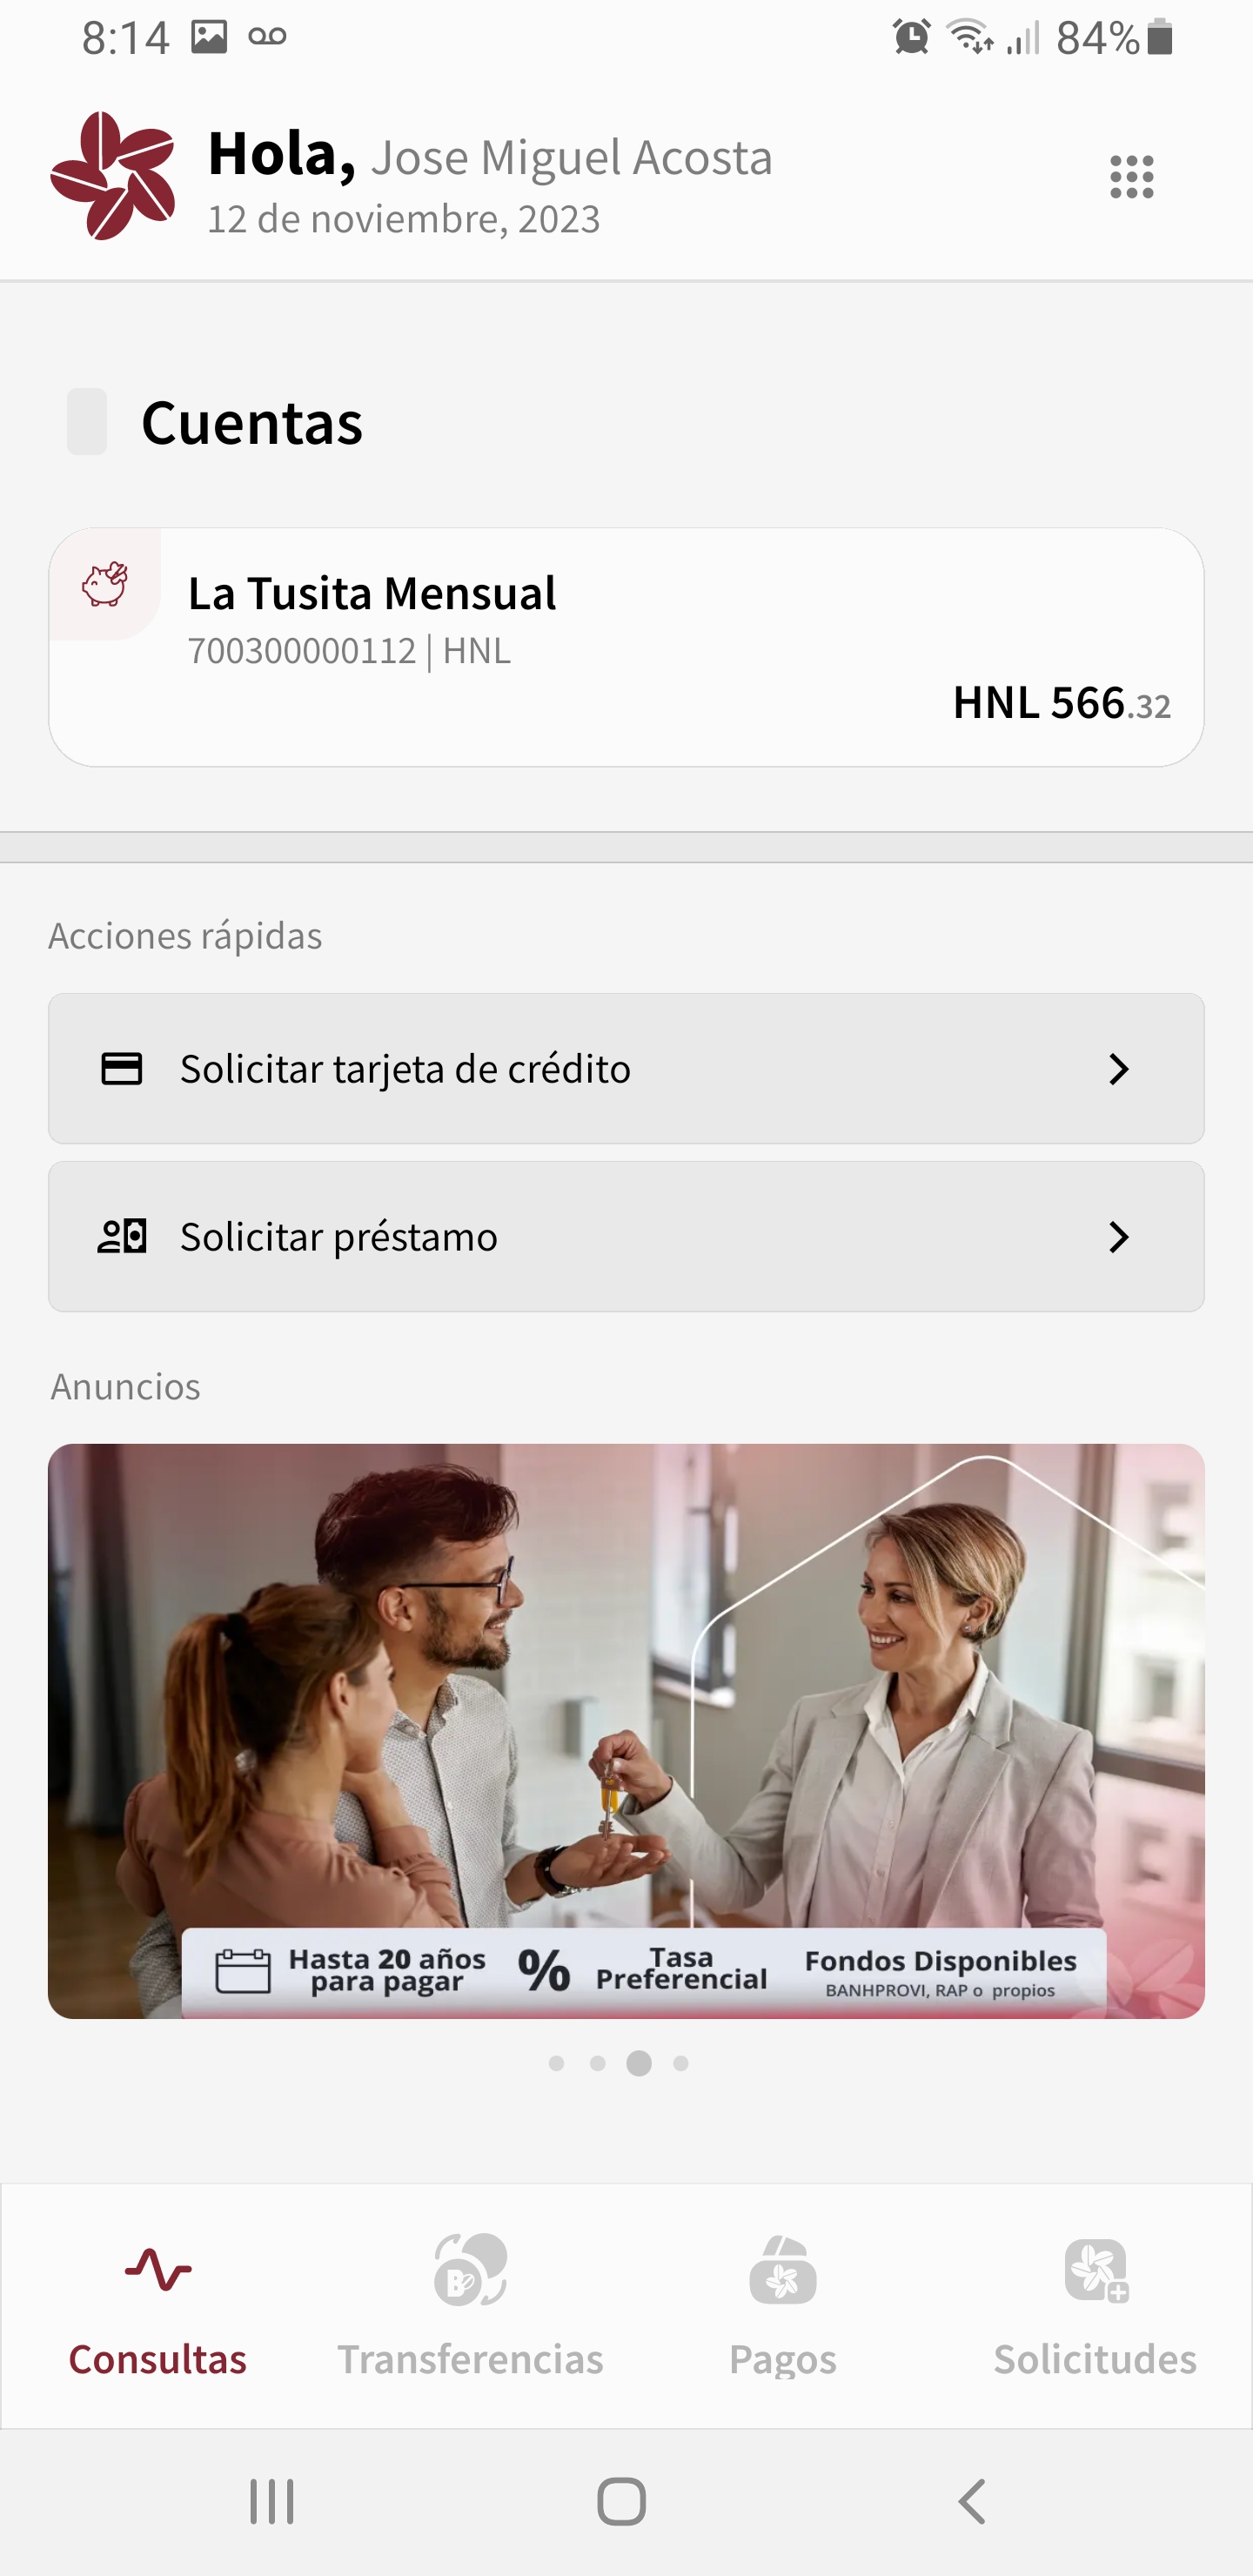 8:14
84%
Hola, Jose Miguel Acosta
12 de noviembre, 2023
Cuentas
La Tusita Mensual
700300000112 | HNL
HNL 566.32
Acciones rápidas
Solicitar tarjeta de crédito
Solicitar préstamo
Anuncios
Hasta 20 años
para pagar
%
Tasa
Preferencial
Fondos Disponibles
BANHPROVI, RAP o propios
B
Consultas
Transferencias
Pagos
Solicitudes